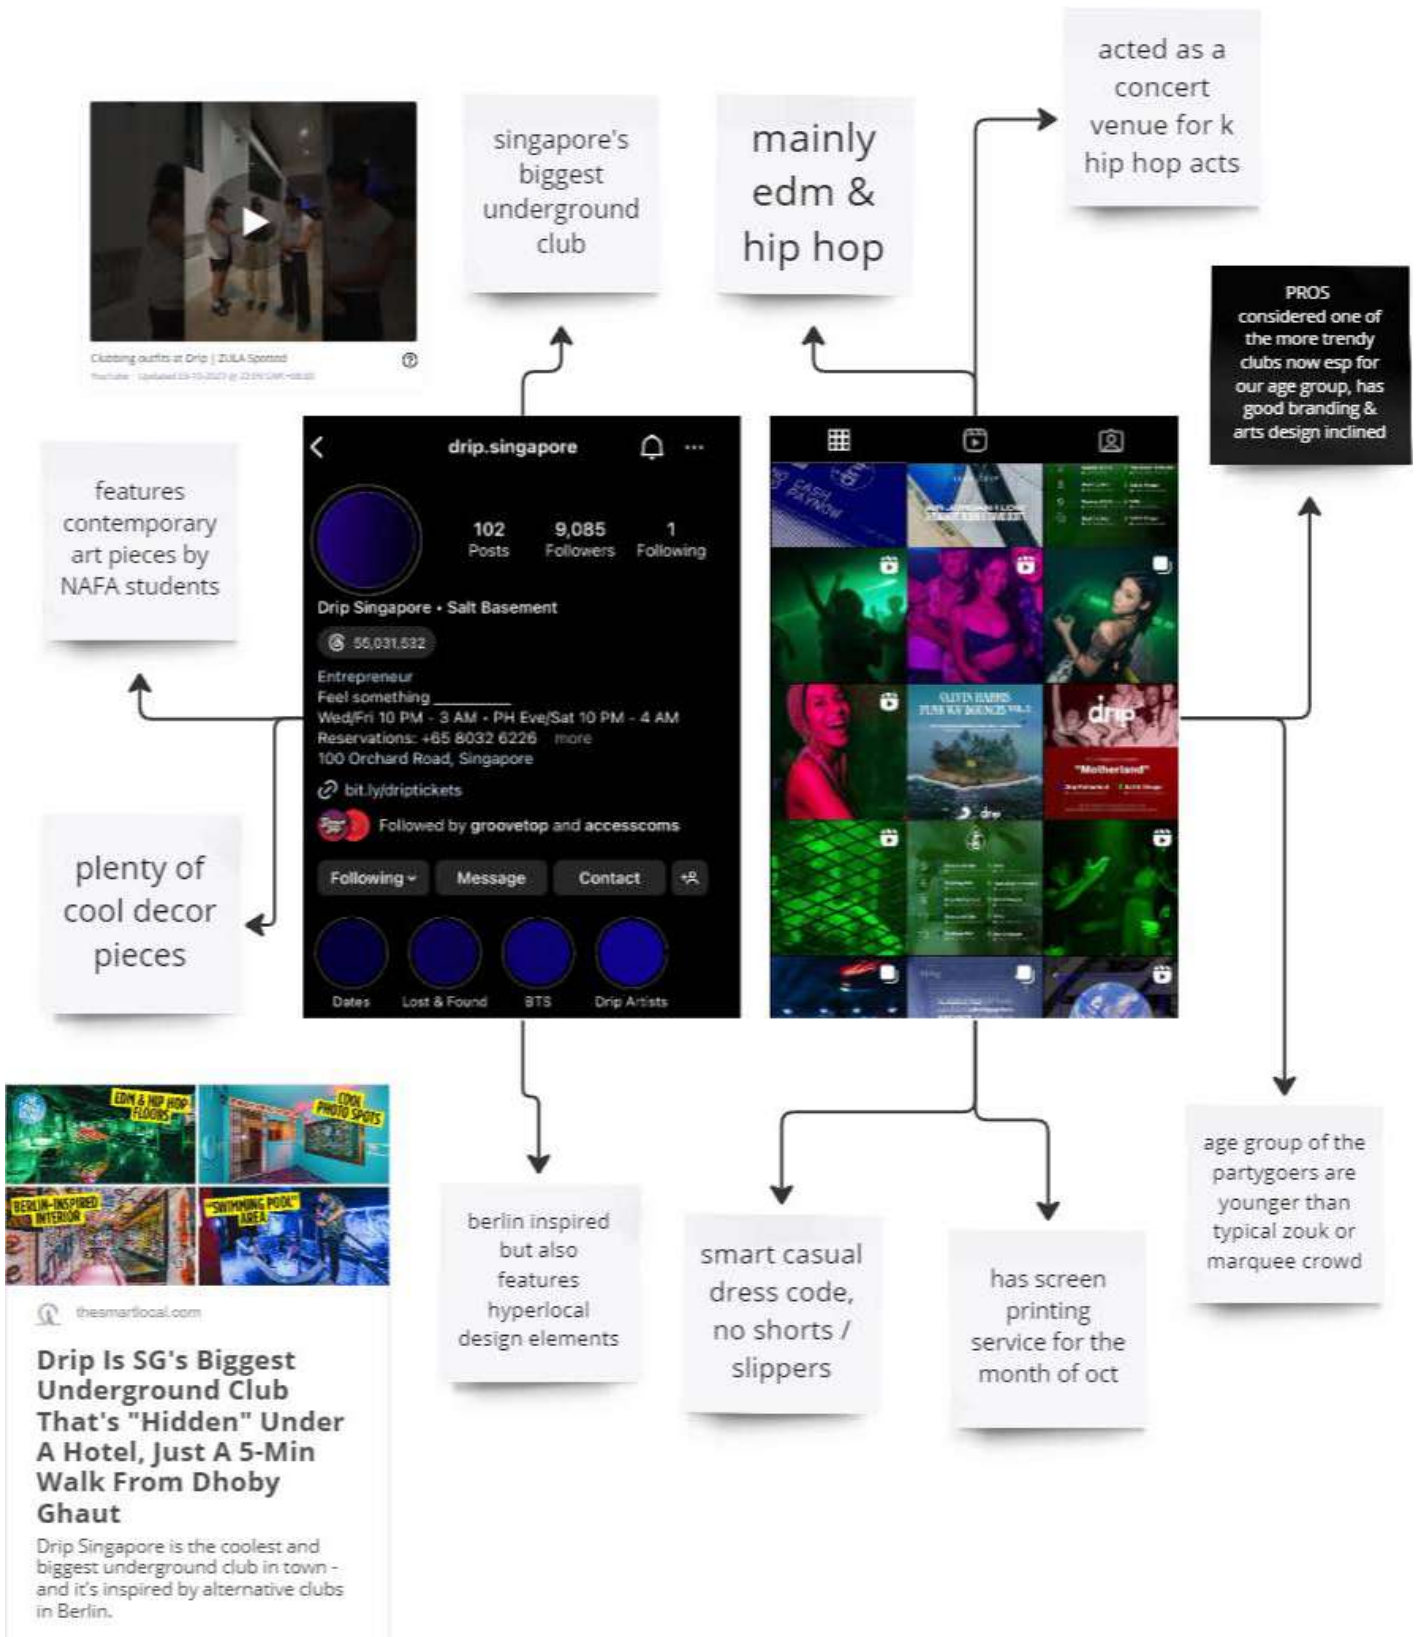 acted as a
concert
venue for k
hip hop acts
singapore's
biggest
underground
club
mainly
edm &
hip hop
Clubbing outfits at Drip | ZULA Spotted
PROS
considered one of
the more trendy
clubs now esp for
our age group, has
good branding &
arts design inclined
features
contemporary
art pieces by
NAFA students
plenty of
cool decor
pieces
drip.singapore
102 9,085 1
Posts Followers Following
Drip Singapore • Salt Basement
55,031,532
Entrepreneur
Feel something __________
Wed/Fri 10 PM - 3 AM • PH Eve/Sat 10 PM - 4 AM
Reservations: +65 8032 6226 more
100 Orchard Road, Singapore
bit.ly/driptickets
Followed by groovetop and accesscoms
Following Message Contact
Dates Lost & Found BTS Drip Artists
CASH
PAYNOW
CALVIN HARRIS
FUNK WAV BOUNCES VOL. 2
drip
drip
"Motherland"
EDM & HIP HOP
FLOORS
COOL
PHOTO SPOTS
BERLIN-INSPIRED
INTERIOR
"SWIMMING POOL"
AREA
thesmartlocal.com
Drip Is SG's Biggest
Underground Club
That's "Hidden" Under
A Hotel, Just A 5-Min
Walk From Dhoby
Ghaut
Drip Singapore is the coolest and
biggest underground club in town -
and it's inspired by alternative clubs
in Berlin.
berlin inspired
but also
features
hyperlocal
design elements
smart casual
dress code,
no shorts /
slippers
has screen
printing
service for the
month of oct
age group of the
partygoers are
younger than
typical zouk or
marquee crowd